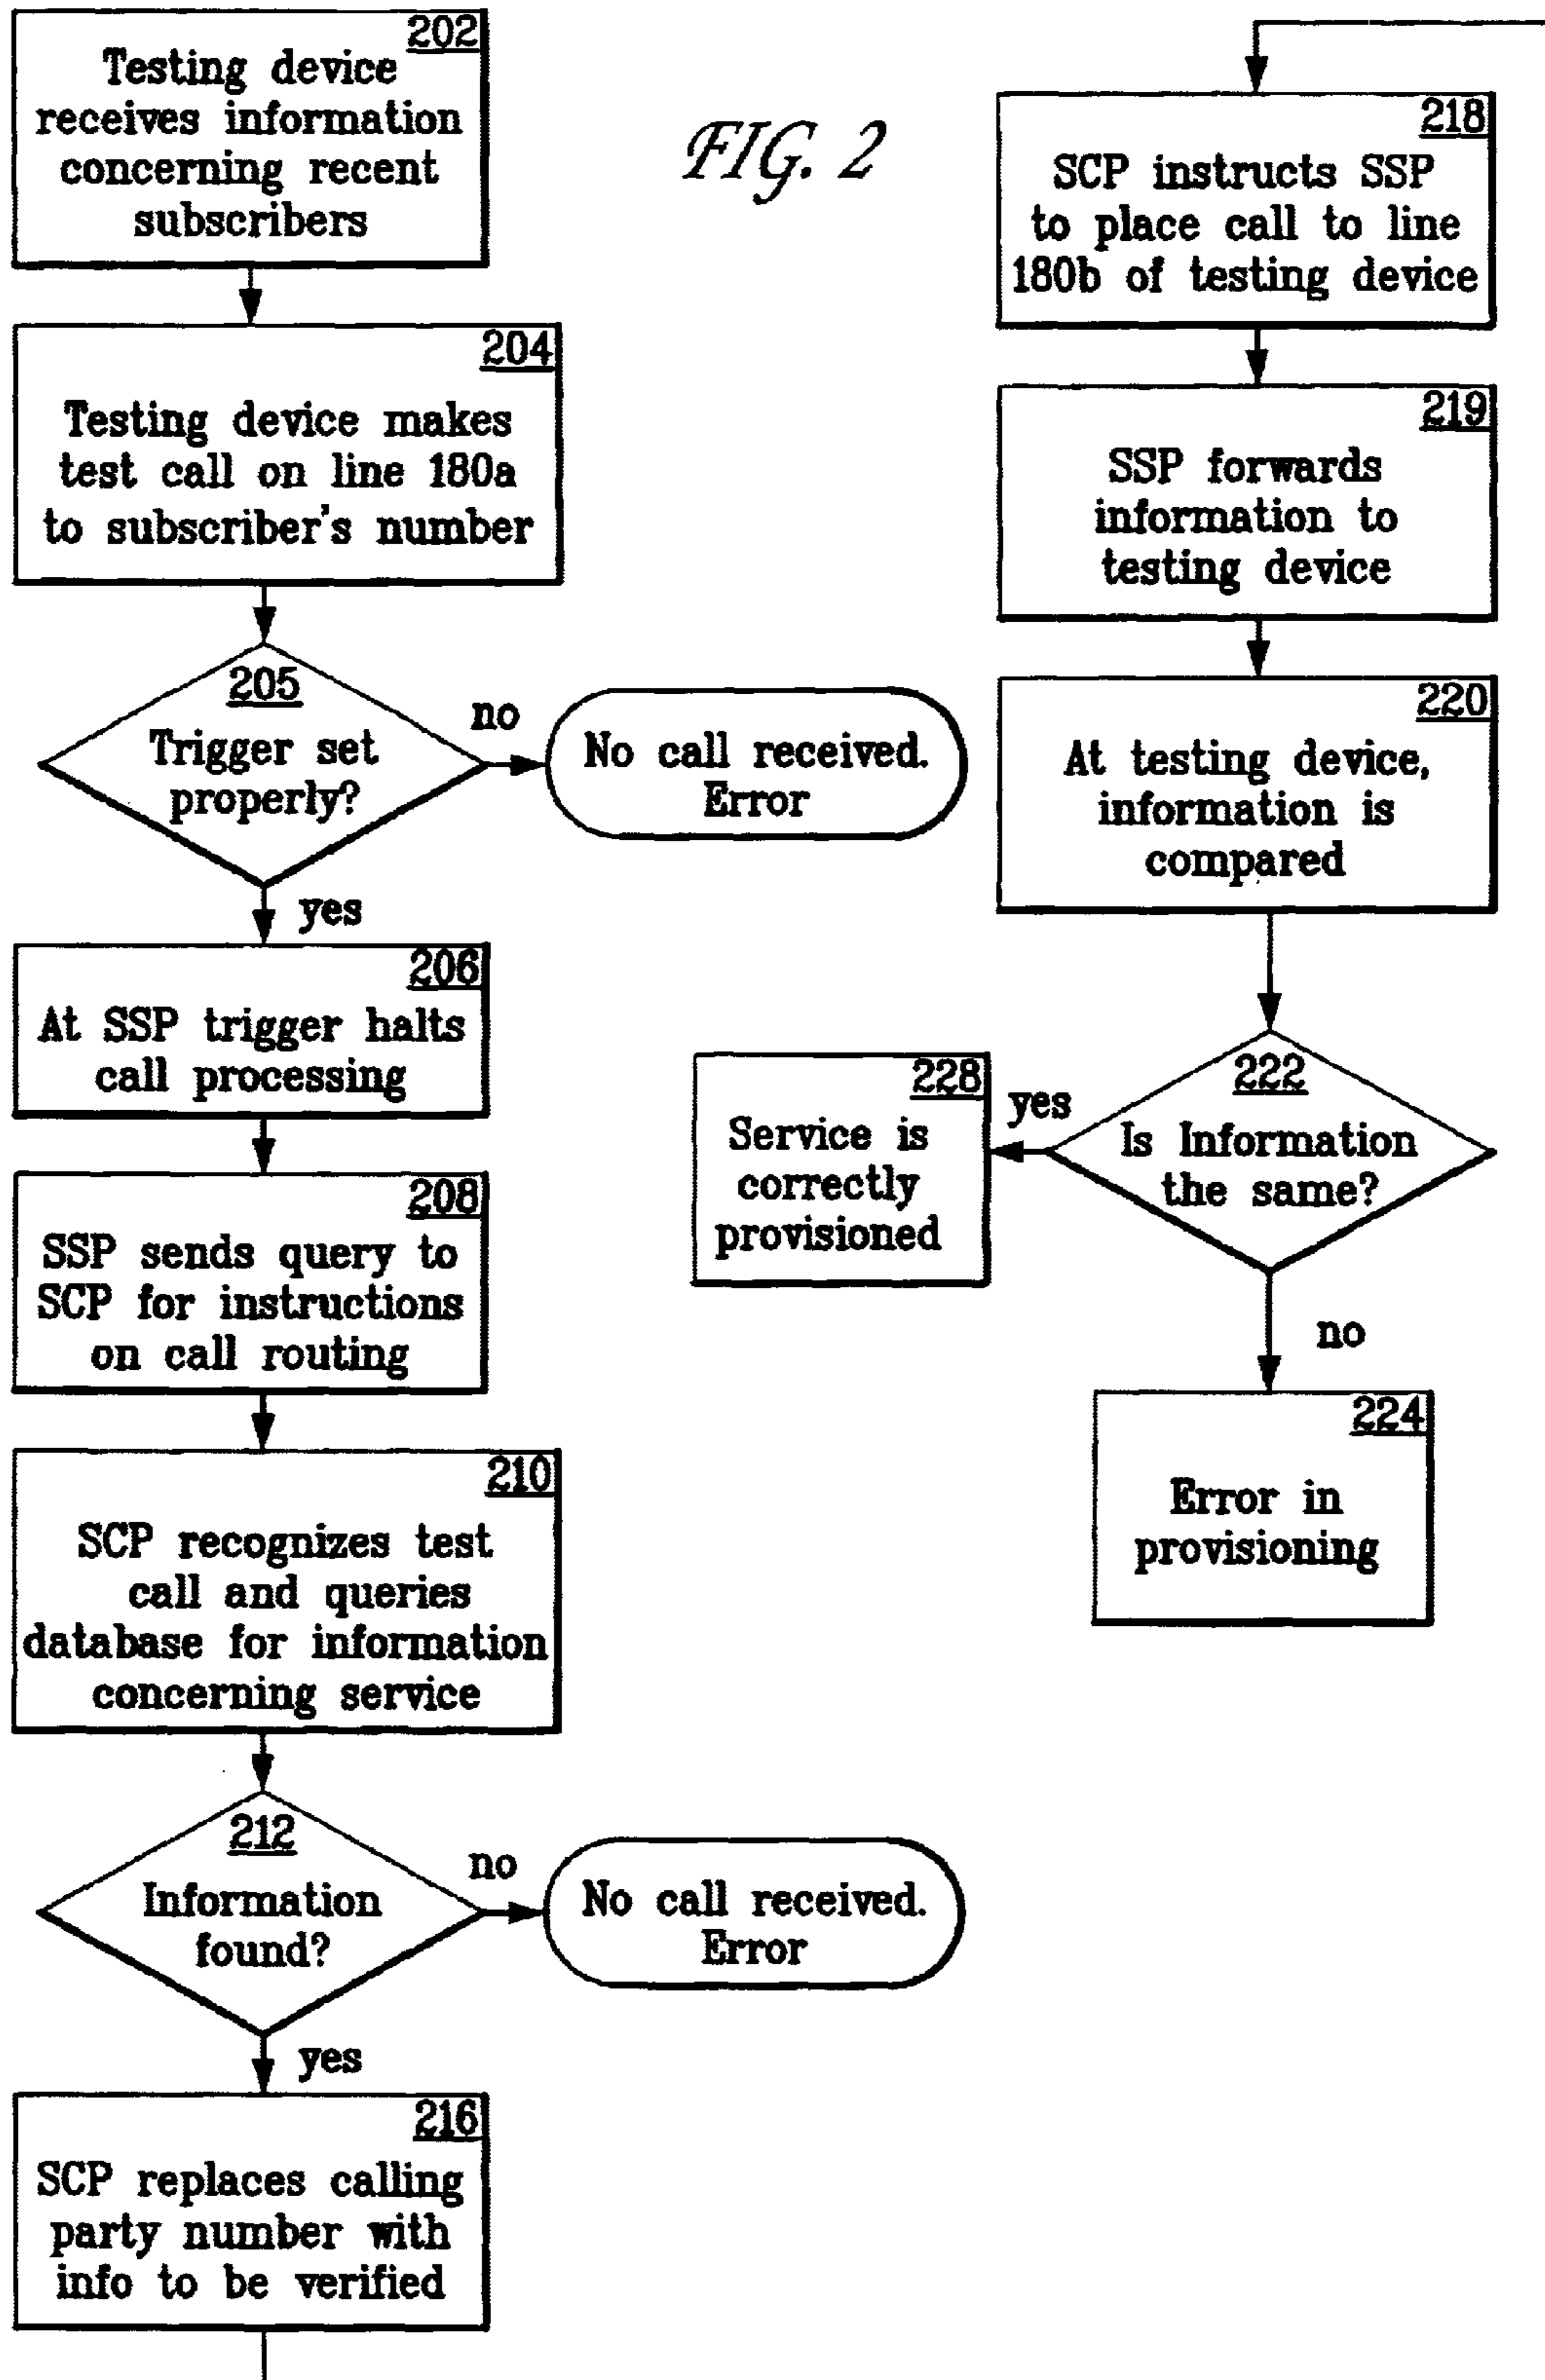 202
Testing device
receives information
concerning recent
subscribers
204
Testing device makes
test call on line 180a
to subscriber's number
205
Trigger set
properly?
no
No call received.
Error
yes
206
At SSP trigger halts
call processing
208
SSP sends query to
SCP for instructions
on call routing
210
SCP recognizes test
call and queries
database for information
concerning service
212
Information
found?
no
No call received.
Error
yes
216
SCP replaces calling
party number with
info to be verified
FIG. 2
218
SCP instructs SSP
to place call to line
180b of testing device
219
SSP forwards
information to
testing device
220
At testing device,
information is
compared
222
Is Information
the same?
yes
228
Service is
correctly
provisioned
no
224
Error in
provisioning